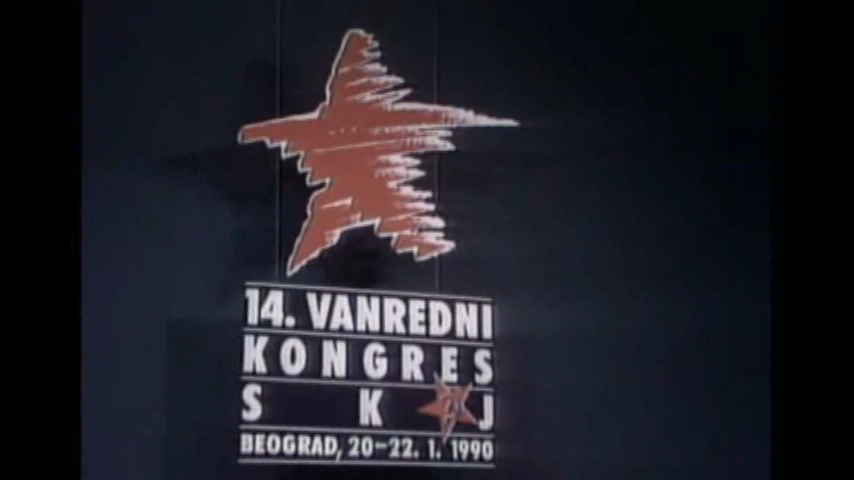 14. VANREDNI
KONGRES
S K J
BEOGRAD, 20-22. 1. 1990